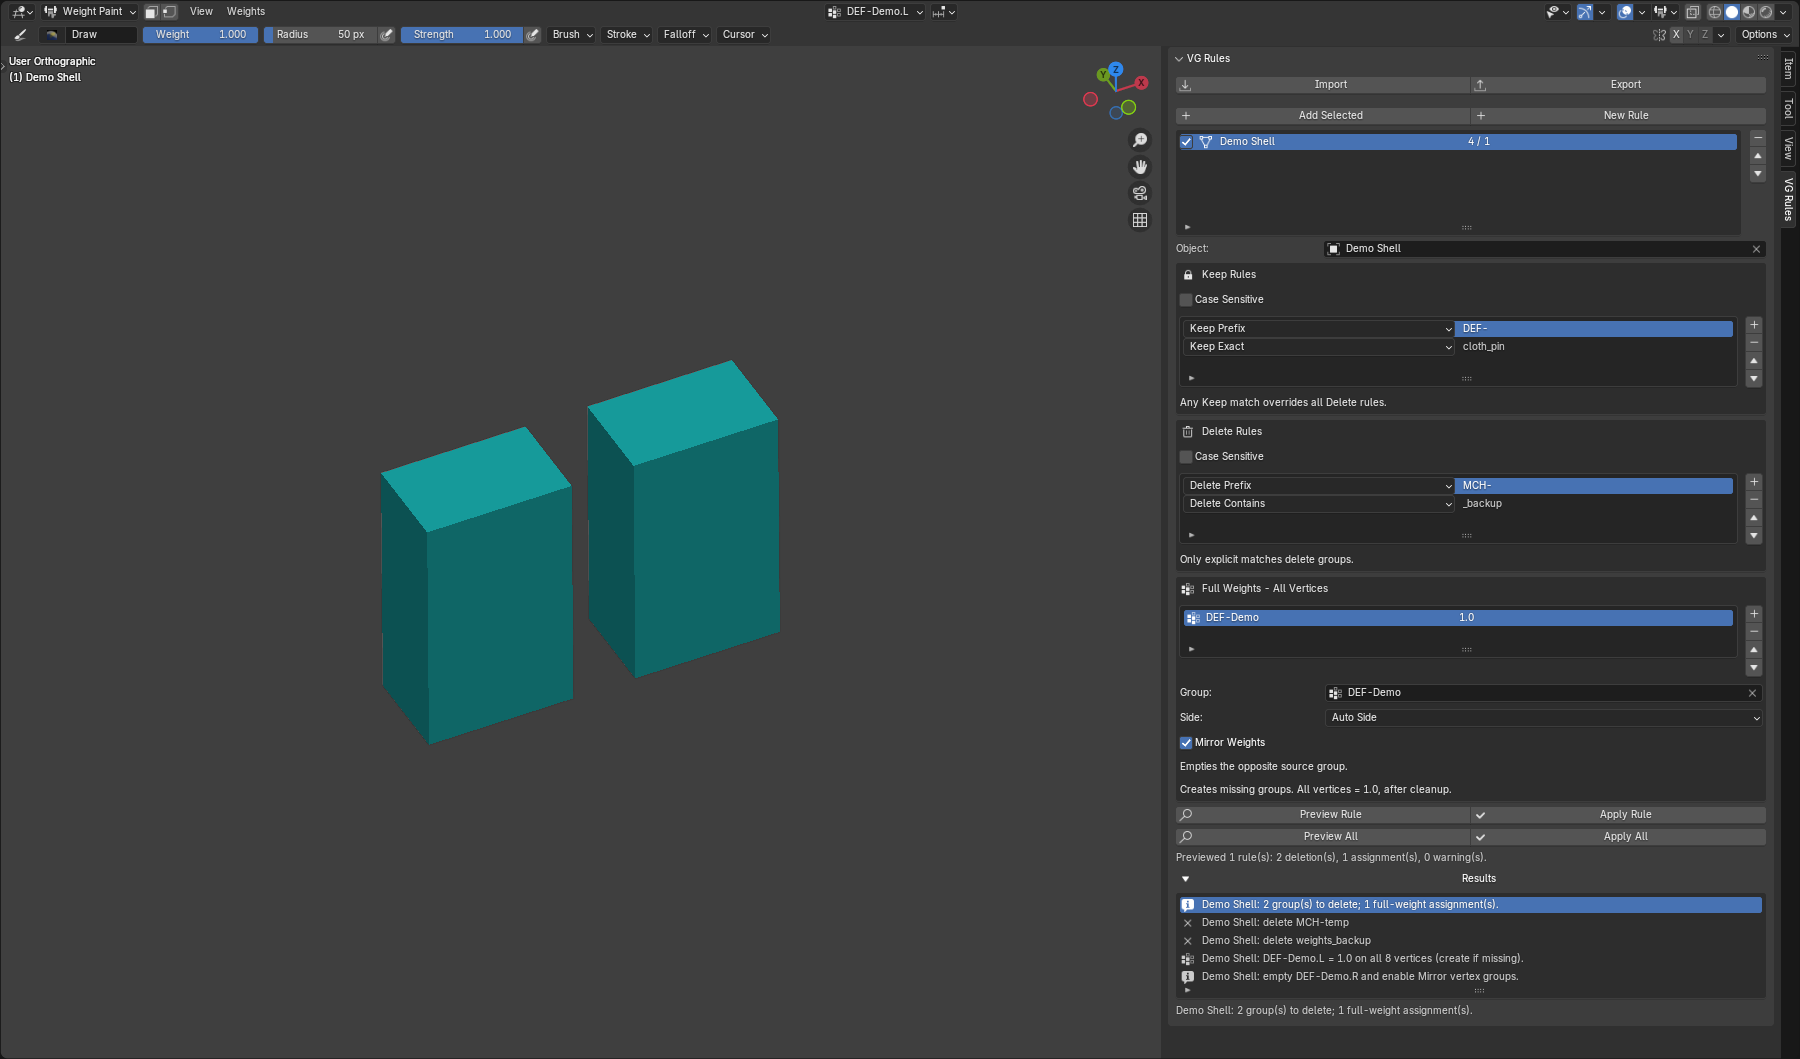 Weight Paint View Weights DEF-Demo.L
Draw Weight 1.000 Radius 50 px Strength 1.000 Brush Stroke Falloff Cursor X Y Z Options
User Orthographic
(1) Demo Shell
Z
Y
X
VG Rules
Import Export
Add Selected New Rule
Demo Shell 4 / 1
Object: Demo Shell
Keep Rules
Case Sensitive
Keep Prefix DEF-
Keep Exact cloth_pin
Any Keep match overrides all Delete rules.
Delete Rules
Case Sensitive
Delete Prefix MCH-
Delete Contains _backup
Only explicit matches delete groups.
Full Weights - All Vertices
DEF-Demo 1.0
Group: DEF-Demo
Side: Auto Side
Mirror Weights
Empties the opposite source group.
Creates missing groups. All vertices = 1.0, after cleanup.
Preview Rule Apply Rule
Preview All Apply All
Previewed 1 rule(s): 2 deletion(s), 1 assignment(s), 0 warning(s).
Results
Demo Shell: 2 group(s) to delete; 1 full-weight assignment(s).
Demo Shell: delete MCH-temp
Demo Shell: delete weights_backup
Demo Shell: DEF-Demo.L = 1.0 on all 8 vertices (create if missing).
Demo Shell: empty DEF-Demo.R and enable Mirror vertex groups.
Demo Shell: 2 group(s) to delete; 1 full-weight assignment(s).
Item
Tool
View
VG Rules